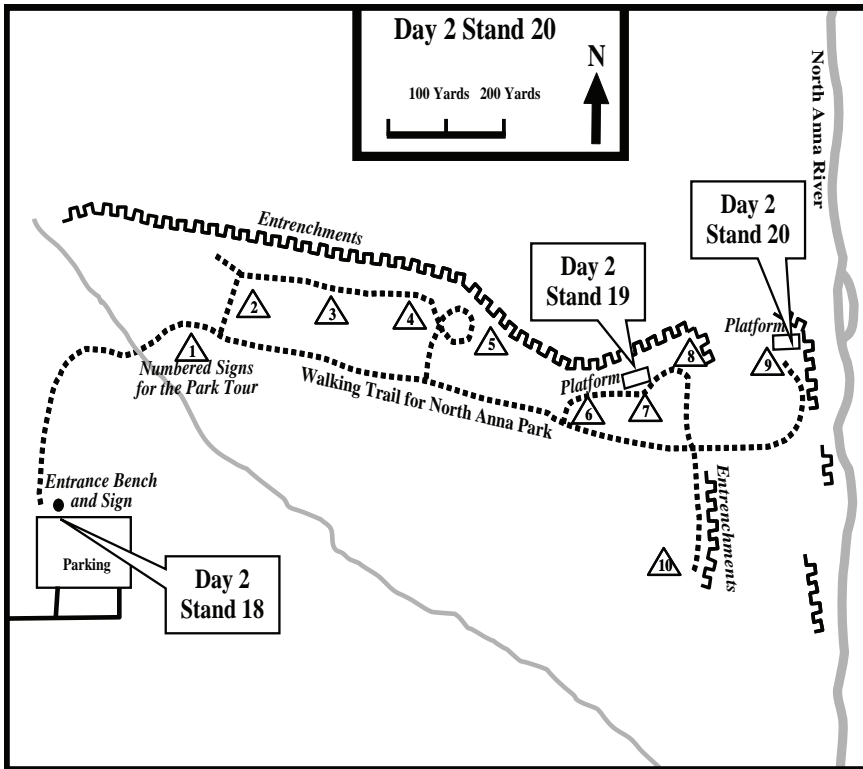 Day 2 Stand 20
100 Yards 200 Yards
N
North Anna River
Entrenchments
Day 2
Stand 20
Day 2
Stand 19
Platform
2
3
4
5
1
Numbered Signs
for the Park Tour
Walking Trail for North Anna Park
Platform
6
7
8
9
Entrance Bench
and Sign
Parking
Day 2
Stand 18
Entrenchments
10